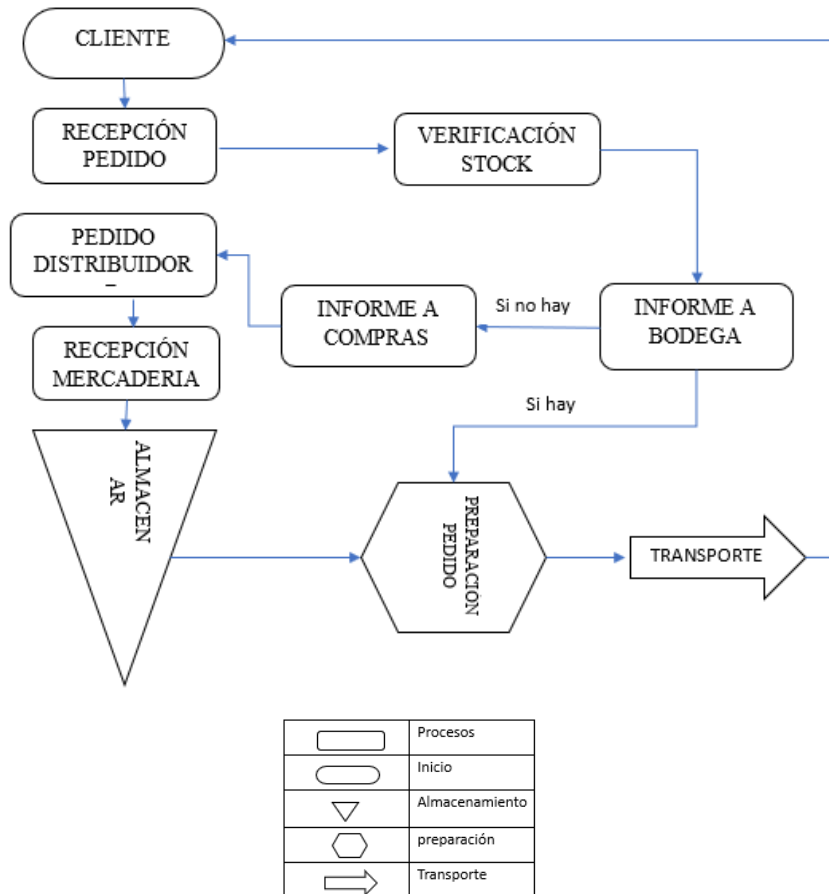 CLIENTE
RECEPCIÓN
PEDIDO
VERIFICACIÓN
STOCK
PEDIDO
DISTRIBUIDOR
–
INFORME A
COMPRAS
Si no hay
INFORME A
BODEGA
RECEPCIÓN
MERCADERIA
Si hay
ALMACEN
AR
PREPARACIÓN
PEDIDO
TRANSPORTE
Procesos
Inicio
Almacenamiento
preparación
Transporte